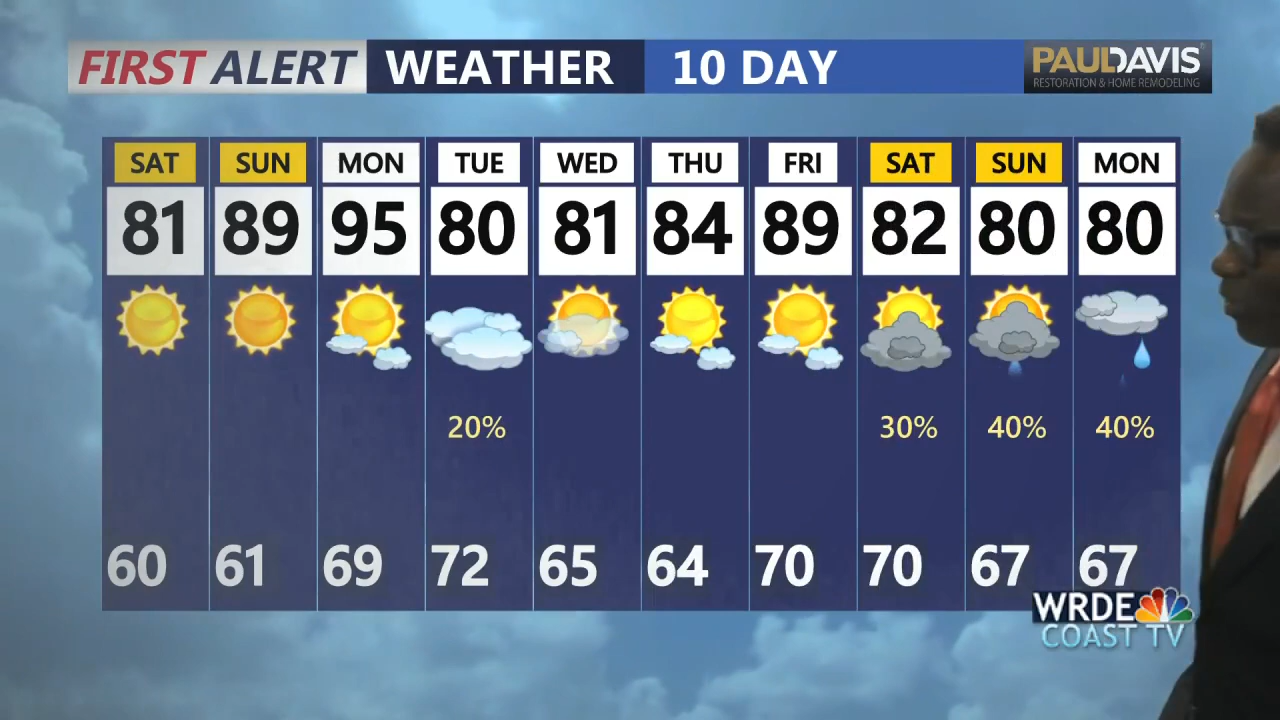 FIRST ALERT WEATHER 10 DAY
PAUL DAVIS
RESTORATION & HOME REMODELING
SAT SUN MON TUE WED THU FRI SAT SUN MON
81 89 95 80 81 84 89 82 80 80
20% 30% 40% 40%
60 61 69 72 65 64 70 70 67 67
WRDE
COAST TV